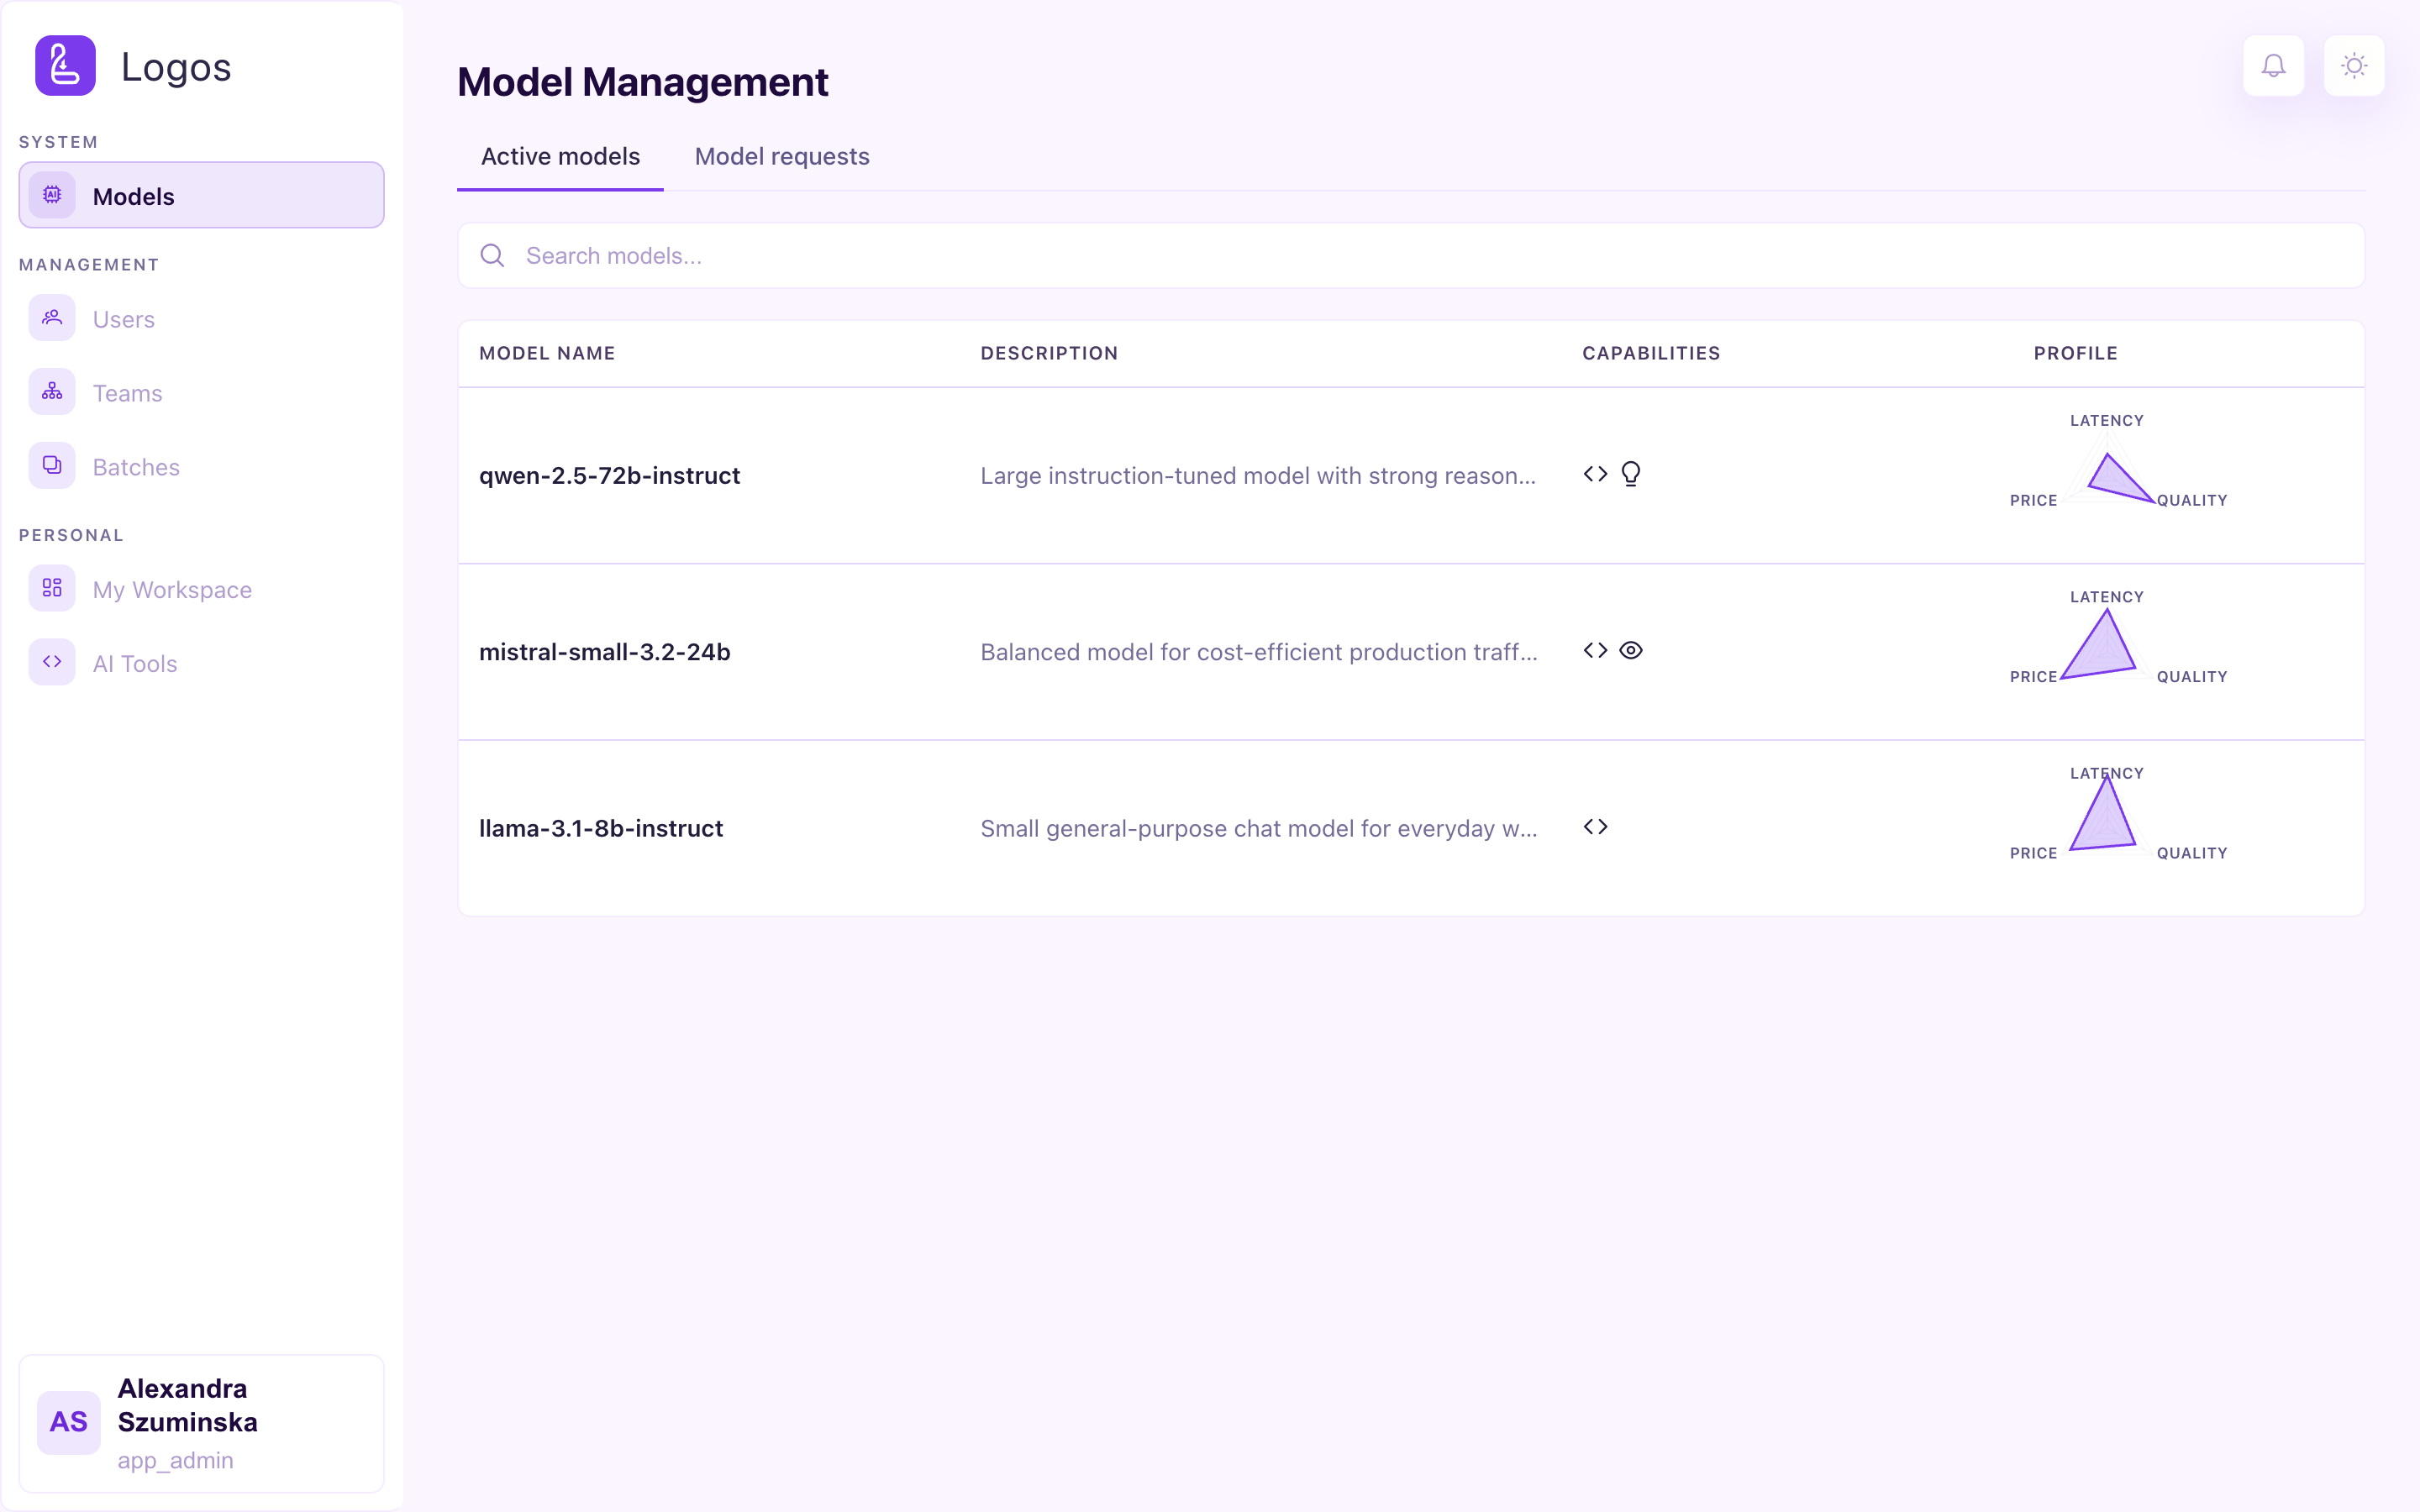 Logos
SYSTEM
Models
MANAGEMENT
Users
Teams
Batches
PERSONAL
My Workspace
AI Tools
AS
Alexandra
Szuminska
app_admin
Model Management
Active models
Model requests
Search models...
MODEL NAME DESCRIPTION CAPABILITIES PROFILE
qwen-2.5-72b-instruct Large instruction-tuned model with strong reason...
LATENCY
PRICE QUALITY
mistral-small-3.2-24b Balanced model for cost-efficient production traff...
LATENCY
PRICE QUALITY
llama-3.1-8b-instruct Small general-purpose chat model for everyday w...
LATENCY
PRICE QUALITY